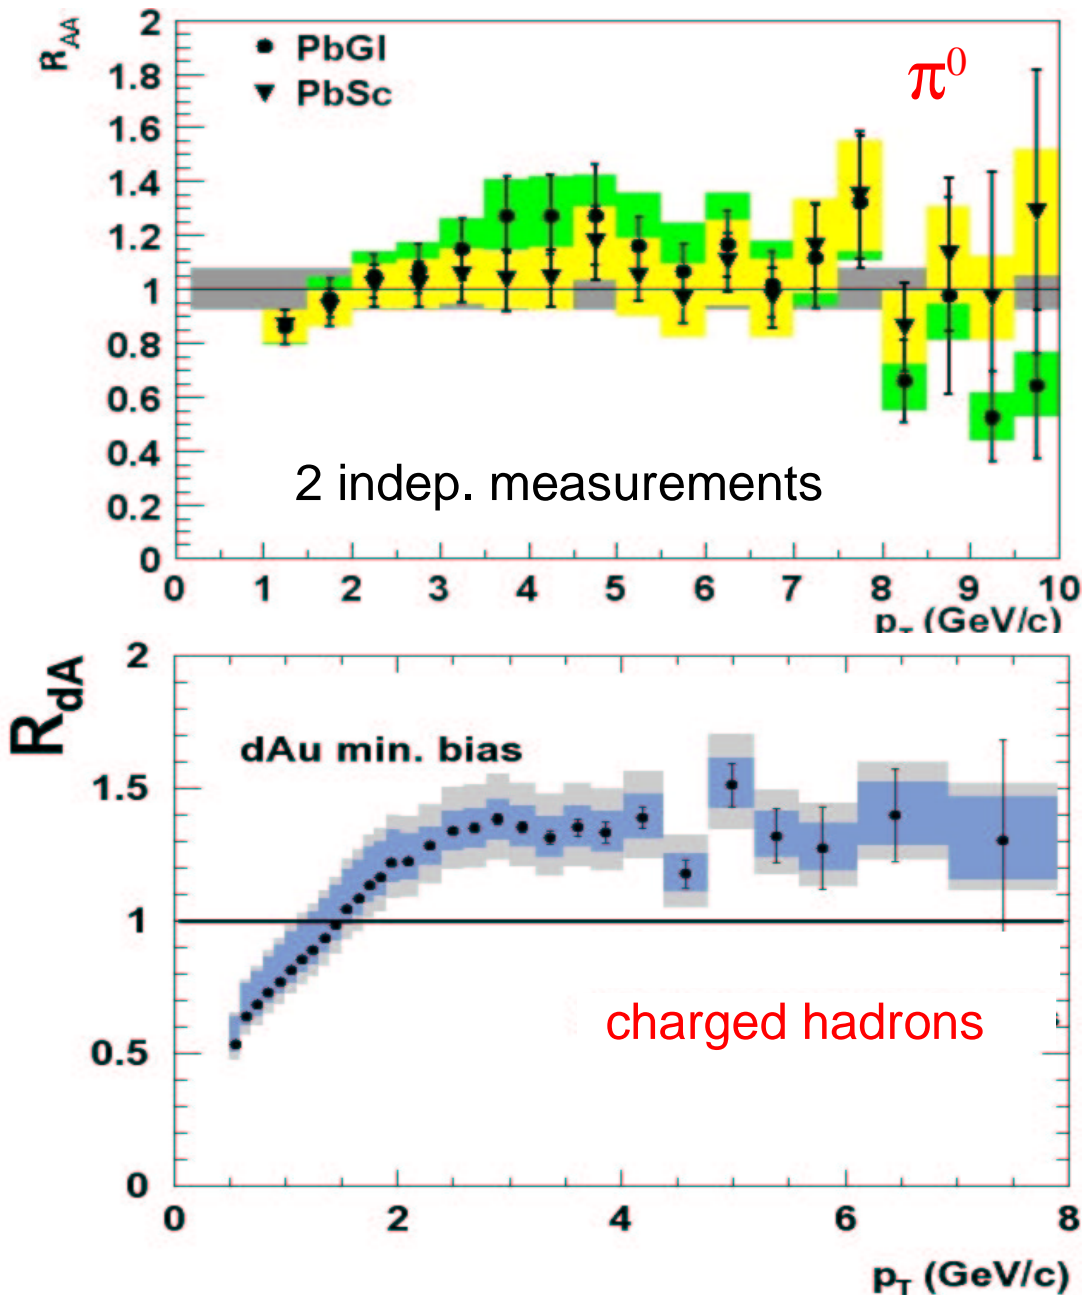 R_AA
2
1.8
1.6
1.4
1.2
1
0.8
0.6
0.4
0.2
0
PbGl
PbSc
π⁰
2 indep. measurements
0 1 2 3 4 5 6 7 8 9 10
p_T (GeV/c)
R_dA
2
1.5
1
0.5
0
dAu min. bias
charged hadrons
0 2 4 6 8
p_T (GeV/c)